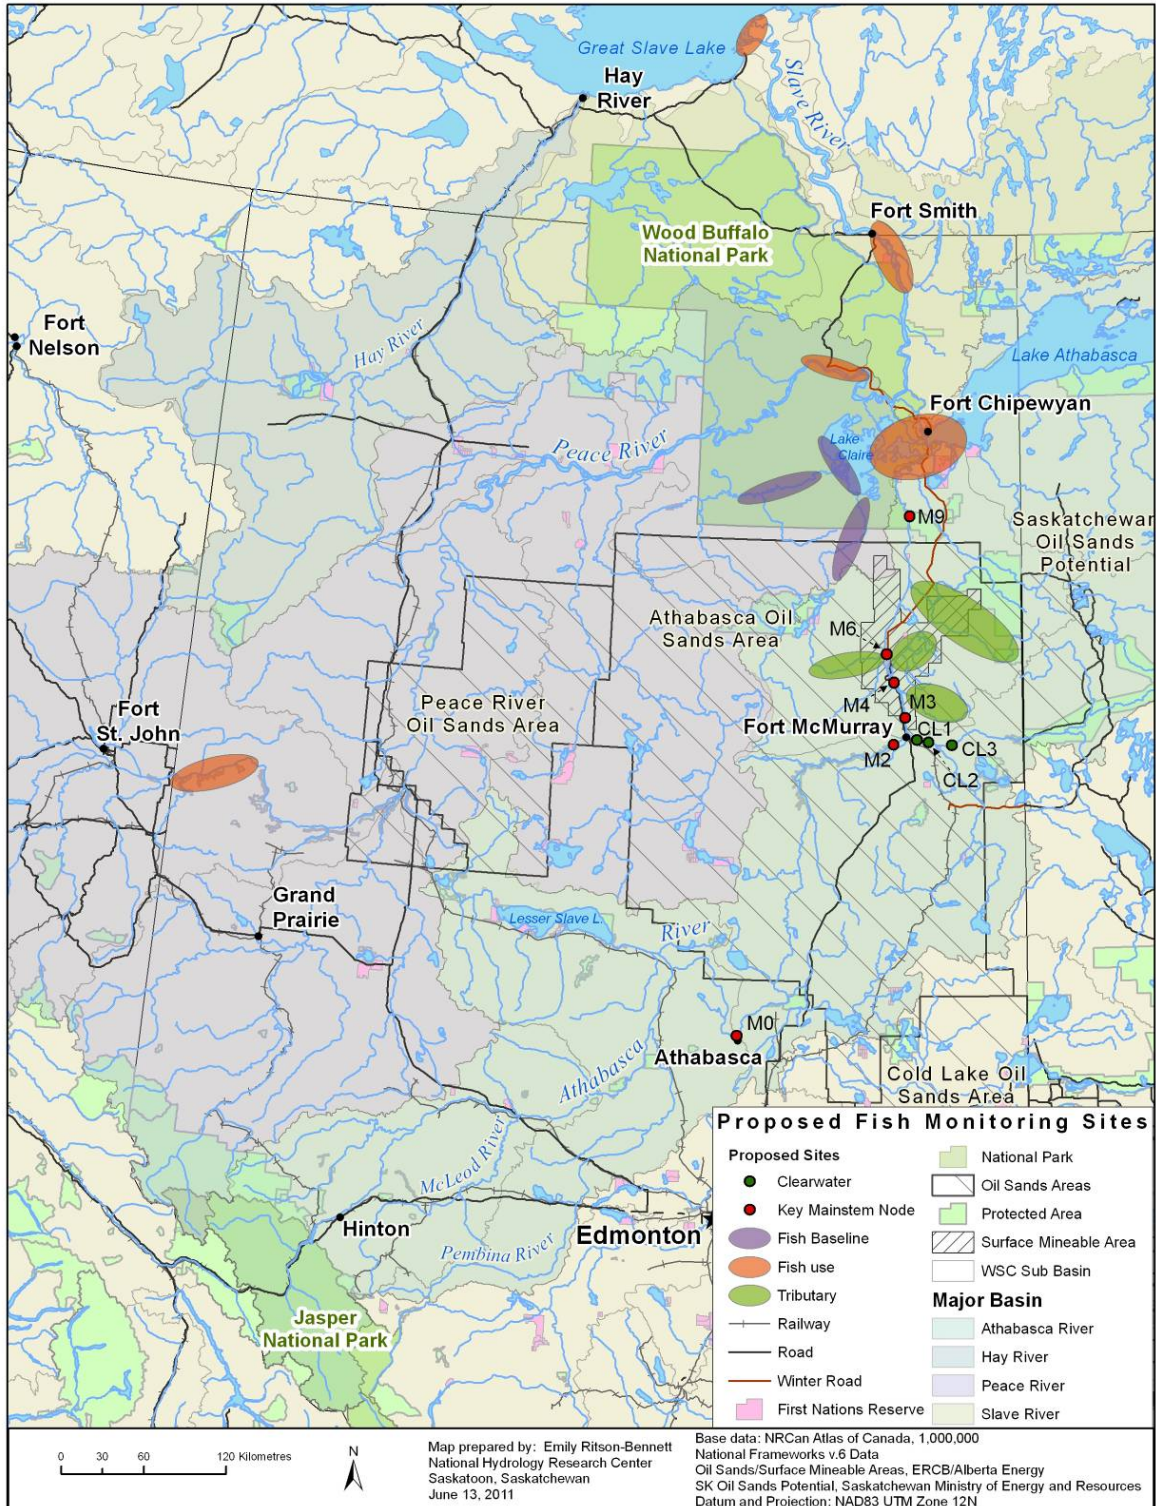 Great Slave Lake
Hay
River
Slave River
Fort Smith
Wood Buffalo
National Park
Fort
Nelson
Hay River
Lake Athabasca
Fort Chipewyan
Peace River
Lake
Claire
M9
Saskatchewan
Oil Sands
Potential
Athabasca Oil
Sands Area
M6
Peace River
Oil Sands Area
M4
M3
Fort
St. John
Fort McMurray
CL1
M2
CL3
CL2
Grand
Prairie
Lesser Slave L.
River
M0
Athabasca
Athabasca
Cold Lake Oil
Sands Area
McLeod River
Hinton
Edmonton
Pembina River
Jasper
National Park
Proposed Fish Monitoring Sites
Proposed Sites
Clearwater
Key Mainstem Node
Fish Baseline
Fish use
Tributary
Railway
Road
Winter Road
First Nations Reserve
National Park
Oil Sands Areas
Protected Area
Surface Mineable Area
WSC Sub Basin
Major Basin
Athabasca River
Hay River
Peace River
Slave River
0 30 60 120 Kilometres
N
Map prepared by: Emily Ritson-Bennett
National Hydrology Research Center
Saskatoon, Saskatchewan
June 13, 2011
Base data: NRCan Atlas of Canada, 1,000,000
National Frameworks v.6 Data
Oil Sands/Surface Mineable Areas, ERCB/Alberta Energy
SK Oil Sands Potential, Saskatchewan Ministry of Energy and Resources
Datum and Projection: NAD83 UTM Zone 12N